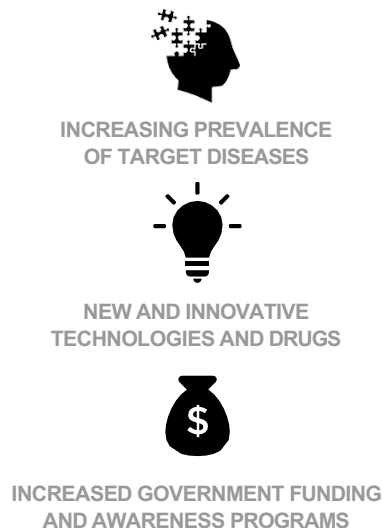 INCREASING PREVALENCE
OF TARGET DISEASES
NEW AND INNOVATIVE
TECHNOLOGIES AND DRUGS
$
INCREASED GOVERNMENT FUNDING
AND AWARENESS PROGRAMS